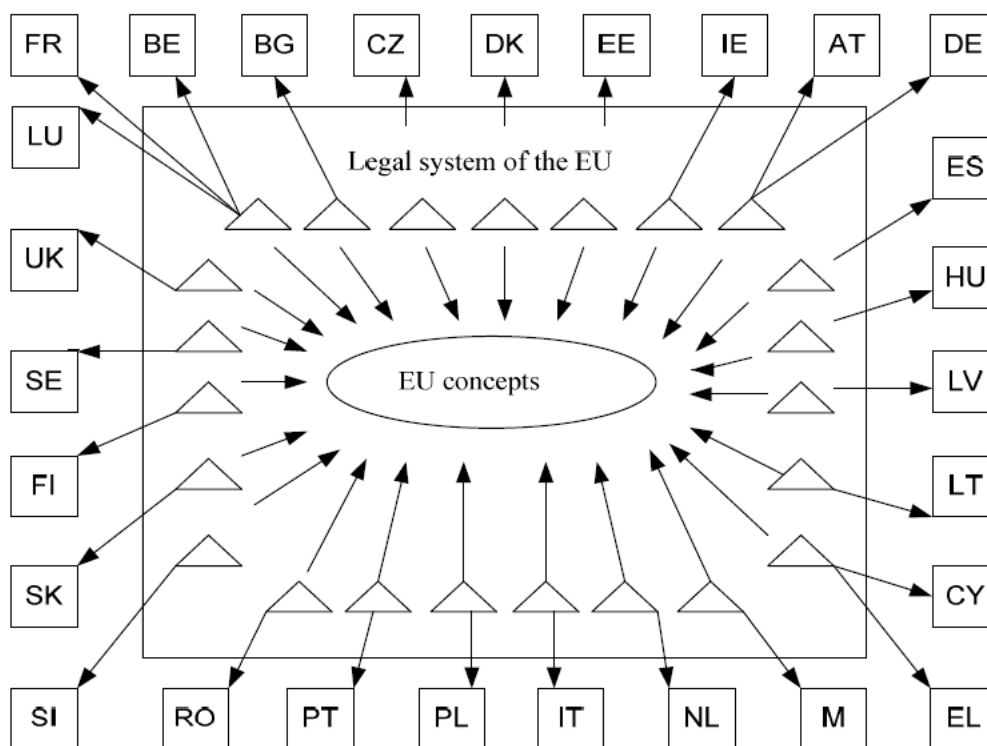 FR BE BG CZ DK EE IE AT DE
LU
Legal system of the EU
ES
UK
HU
SE
EU concepts
LV
FI
LT
SK
CY
SI RO PT PL IT NL M EL